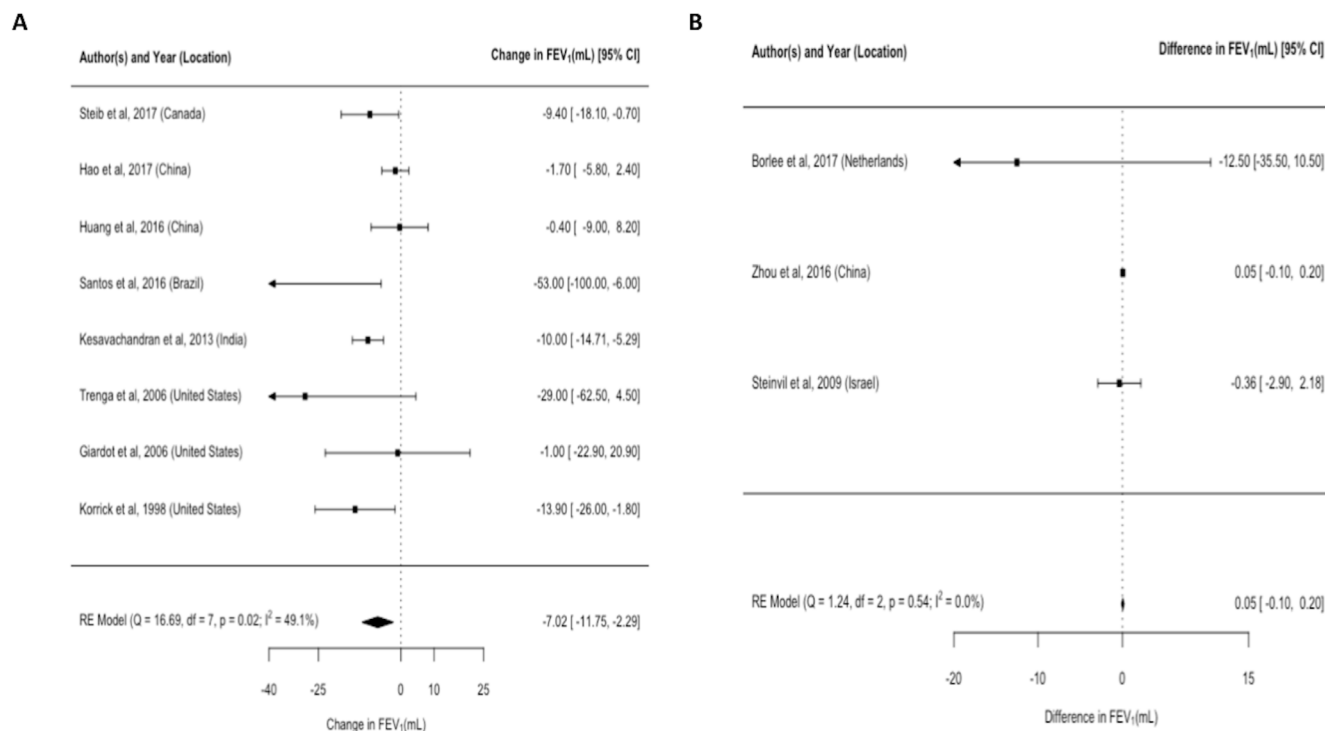 A
Author(s) and Year (Location) Change in FEV1(mL) [95% CI]
Steib et al, 2017 (Canada) -9.40 [ -18.10, -0.70]
Hao et al, 2017 (China) -1.70 [ -5.80, 2.40]
Huang et al, 2016 (China) -0.40 [ -9.00, 8.20]
Santos et al, 2016 (Brazil) -53.00 [-100.00, -6.00]
Kesavachandran et al, 2013 (India) -10.00 [ -14.71, -5.29]
Trenga et al, 2006 (United States) -29.00 [ -62.50, 4.50]
Giardot et al, 2006 (United States) -1.00 [ -22.90, 20.90]
Korrick et al, 1998 (United States) -13.90 [ -26.00, -1.80]
RE Model (Q = 16.69, df = 7, p = 0.02; I² = 49.1%) -7.02 [ -11.75, -2.29]
-40 -25 0 10 25
Change in FEV1(mL)
B
Author(s) and Year (Location) Difference in FEV1(mL) [95% CI]
Borlee et al, 2017 (Netherlands) -12.50 [-35.50, 10.50]
Zhou et al, 2016 (China) 0.05 [ -0.10, 0.20]
Steinvil et al, 2009 (Israel) -0.36 [ -2.90, 2.18]
RE Model (Q = 1.24, df = 2, p = 0.54; I² = 0.0%) 0.05 [ -0.10, 0.20]
-20 -10 0 15
Difference in FEV1(mL)